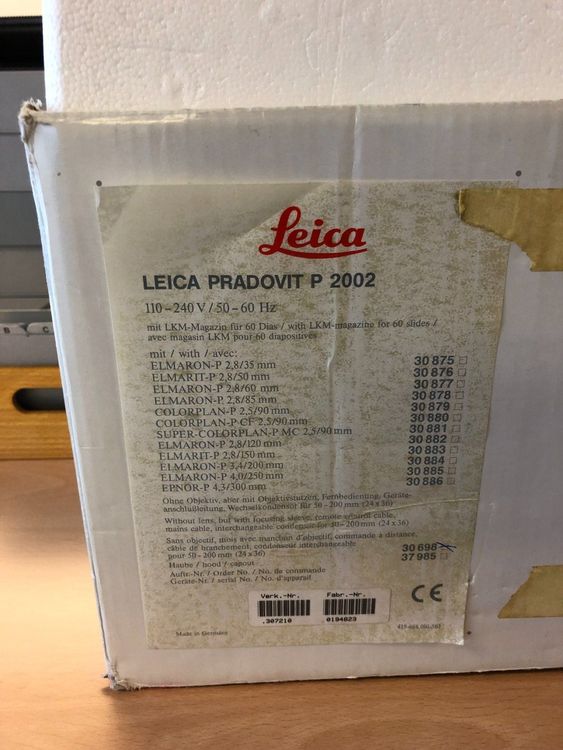 Leica
LEICA PRADOVIT P 2002
110-240 V / 50-60 Hz
mit LKM-Magazin für 60 Dias / with LKM-magazine for 60 slides /
avec magasin LKM pour 60 diapositives
mit / with / avec:
ELMARON-P 2,8/35 mm 30 875
ELMARIT-P 2,8/50 mm 30 876
ELMARON-P 2,8/60 mm 30 877
ELMARON-P 2,8/85 mm 30 878
COLORPLAN-P 2,5/90 mm 30 879
COLORPLAN-P CF 2,5/90 mm 30 880
SUPER-COLORPLAN-P MC 2,5/90 mm 30 881
ELMARON-P 2,8/120 mm 30 882
ELMARIT-P 2,8/150 mm 30 883
ELMARON-P 3,4/200 mm 30 884
ELMARON-P 4,0/250 mm 30 885
EPNOR-P 4,3/300 mm 30 886
Ohne Objektiv, aber mit Objektivstutzen, Fernbedienung, Geräte-
anschlußleitung, Wechselkondensor für 50-200 mm (24 x 36)
Without lens, but with focusing sleeve, remote control cable,
mains cable, interchangeable condenser for 50-200 mm (24 x 36)
Sans objectif, mais avec manchon d'objectif, commande à distance,
câble de branchement, condenseur interchangeable
pour 50-200 mm (24 x 36) 30 698
Haube / hood / capout 37 985
Auftr.-Nr. / Order No. / No. de commande
Geräte-Nr. / serial No. / No. d'appareil
Verk.-Nr. Fabr.-Nr.
.307210 0194823
CE
Made in Germany
B C